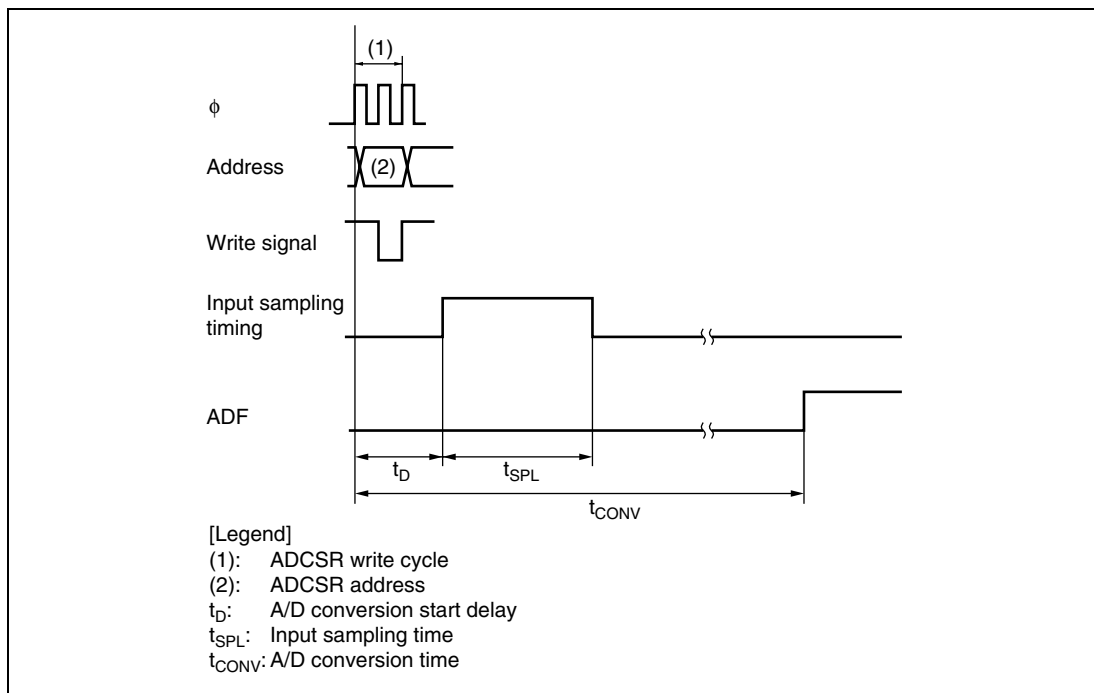 (1)
ϕ
Address
(2)
Write signal
Input sampling
timing
ADF
tD
tSPL
tCONV
[Legend]
(1): ADCSR write cycle
(2): ADCSR address
tD: A/D conversion start delay
tSPL: Input sampling time
tCONV: A/D conversion time